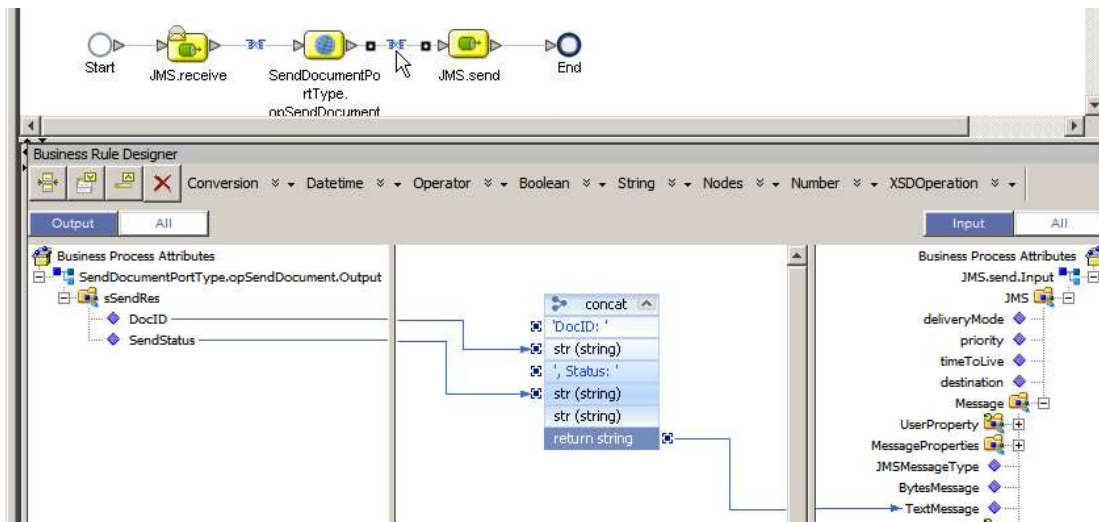 Start
JMS.receive
SendDocumentPo
rtType.
opSendDocument
JMS.send
End
Business Rule Designer
Conversion Datetime Operator Boolean String Nodes Number XSDOperation
Output All
Input All
Business Process Attributes
SendDocumentPortType.opSendDocument.Output
sSendRes
DocID
SendStatus
concat
'DocID: '
str (string)
', Status: '
str (string)
str (string)
return string
Business Process Attributes
JMS.send.Input
JMS
deliveryMode
priority
timeToLive
destination
Message
UserProperty
MessageProperties
JMSMessageType
BytesMessage
TextMessage